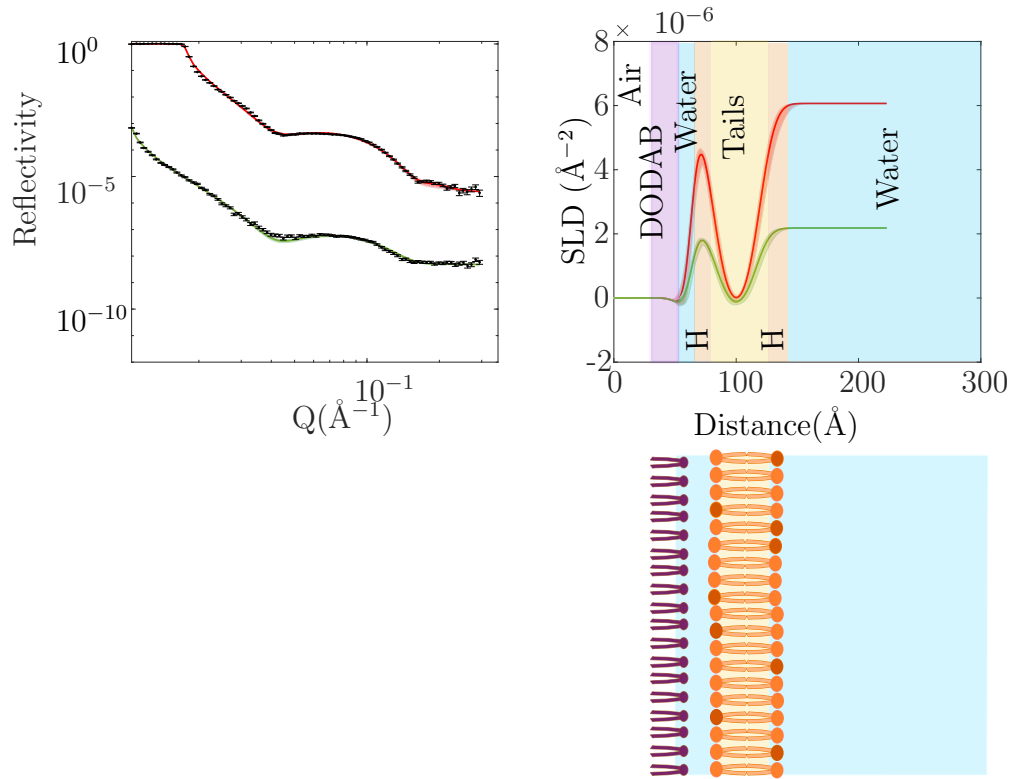 10^0
10^-5
10^-10
Reflectivity
10^-1
Q(Å^-1)
× 10^-6
8
6
4
2
0
-2
SLD (Å^-2)
Air
DODAB
Water
Tails
Water
H
H
0
100
200
300
Distance(Å)